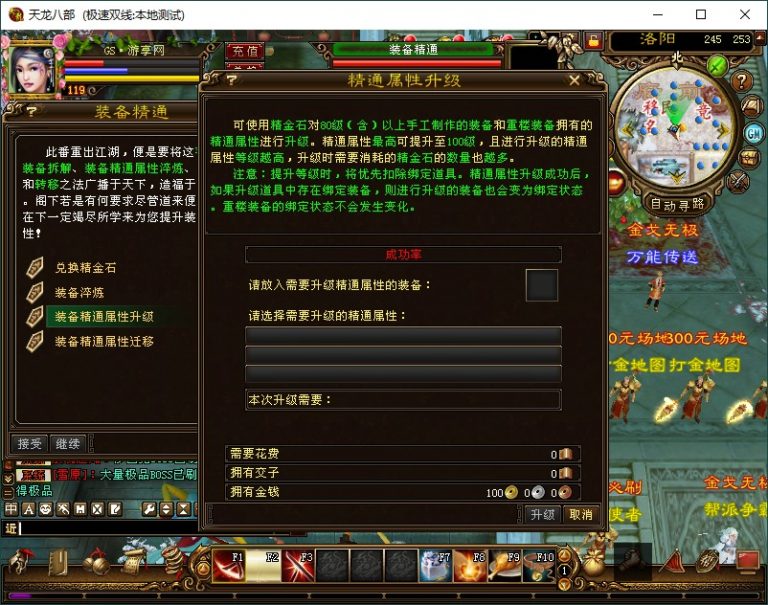 天龙八部 (极速双线:本地测试)
GS·游亭网
充值
装备精通
洛阳 245 253
119
北
GM
自动寻路
装备精通
此番重出江湖,便是要将这
装备拆解、装备精通属性淬炼、
和转移之法广播于天下,造福于
。阁下若是有何要求尽管道来便
在下一定竭尽所学来为您提升装
性!
兑换精金石
装备淬炼
装备精通属性升级
装备精通属性迁移
接受 继续
精通属性升级
可使用精金石对80级(含)以上手工制作的装备和重楼装备拥有的
精通属性进行升级。精通属性最高可提升至100级,且进行升级的精通
属性等级越高,升级时需要消耗的精金石的数量也越多。
注意:提升等级时,将优先扣除绑定道具。精通属性升级成功后,
如果升级道具中存在绑定装备,则进行升级的装备也会变为绑定状态
。重楼装备的绑定状态不会发生变化。
成功率
请放入需要升级精通属性的装备:
请选择需要升级的精通属性:
本次升级需要:
需要花费 0
拥有交子 0
拥有金钱 100 0 0
升级 取消
金戈无极
万能传送
0元场地300元场地
金地图 打金地图
必刷
使者
金戈无极
帮派争霸
[雪原]:大量极品BOSS已刷
得极品
近
F1 F2 F3 F7 F8 F9 F10
1